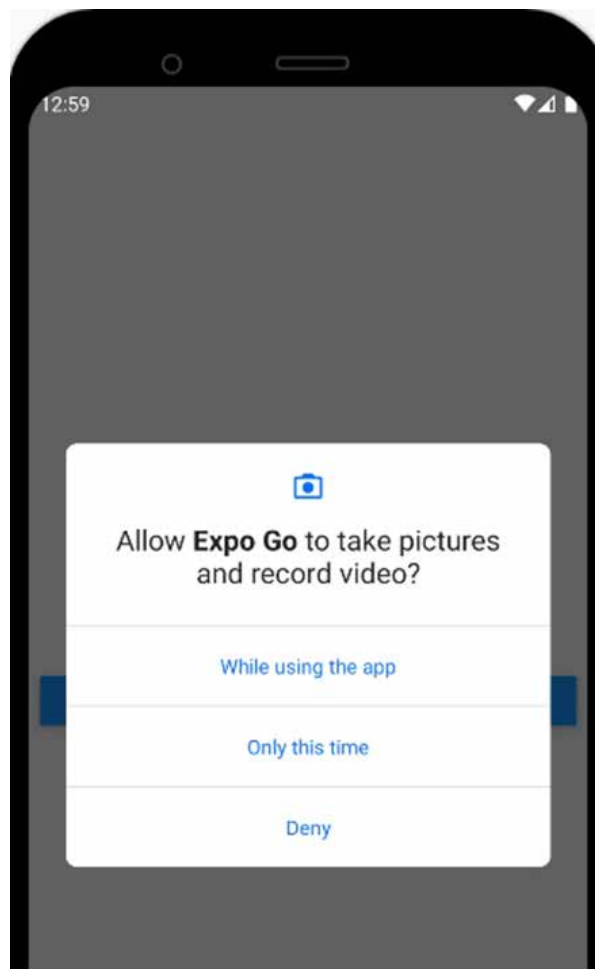 12:59
Allow Expo Go to take pictures
and record video?
While using the app
Only this time
Deny